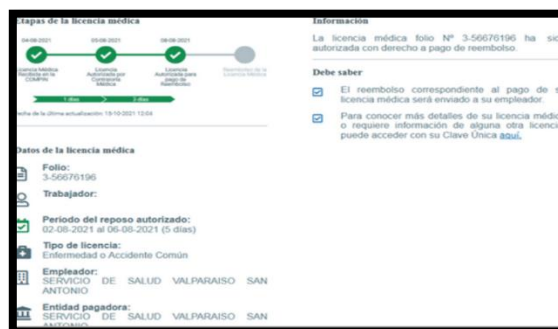 Etapas de la licencia médica
04-08-2021
05-08-2021
08-08-2021
Licencia Médica
Recibida en la
COMPIN
Licencia
Autorizada por
Contraloría
Médica
Licencia
Autorizada para
pago de
Reembolso
Reembolso de la
Licencia Médica
1 días
3 días
Fecha de la última actualización: 19-10-2021 12:04
Datos de la licencia médica
Folio:
3-56676196
Trabajador:
Período del reposo autorizado:
02-08-2021 al 06-08-2021 (5 días)
Tipo de licencia:
Enfermedad o Accidente Común
Empleador:
SERVICIO DE SALUD VALPARAISO SAN
ANTONIO
Entidad pagadora:
SERVICIO DE SALUD VALPARAISO SAN
ANTONIO
Información
La licencia médica folio N° 3-56676196 ha sid
autorizada con derecho a pago de reembolso.
Debe saber
El reembolso correspondiente al pago de s
licencia médica será enviado a su empleador.
Para conocer más detalles de su licencia médic
o requiere información de alguna otra licenci
puede acceder con su Clave Única aquí.